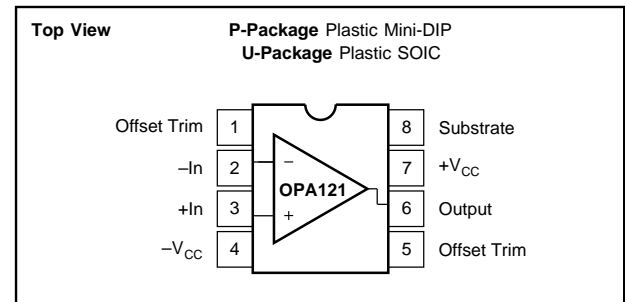 Top View
P-Package Plastic Mini-DIP
U-Package Plastic SOIC
Offset Trim 1 8 Substrate
–In 2 – 7 +VCC
OPA121
+In 3 + 6 Output
–VCC 4 5 Offset Trim